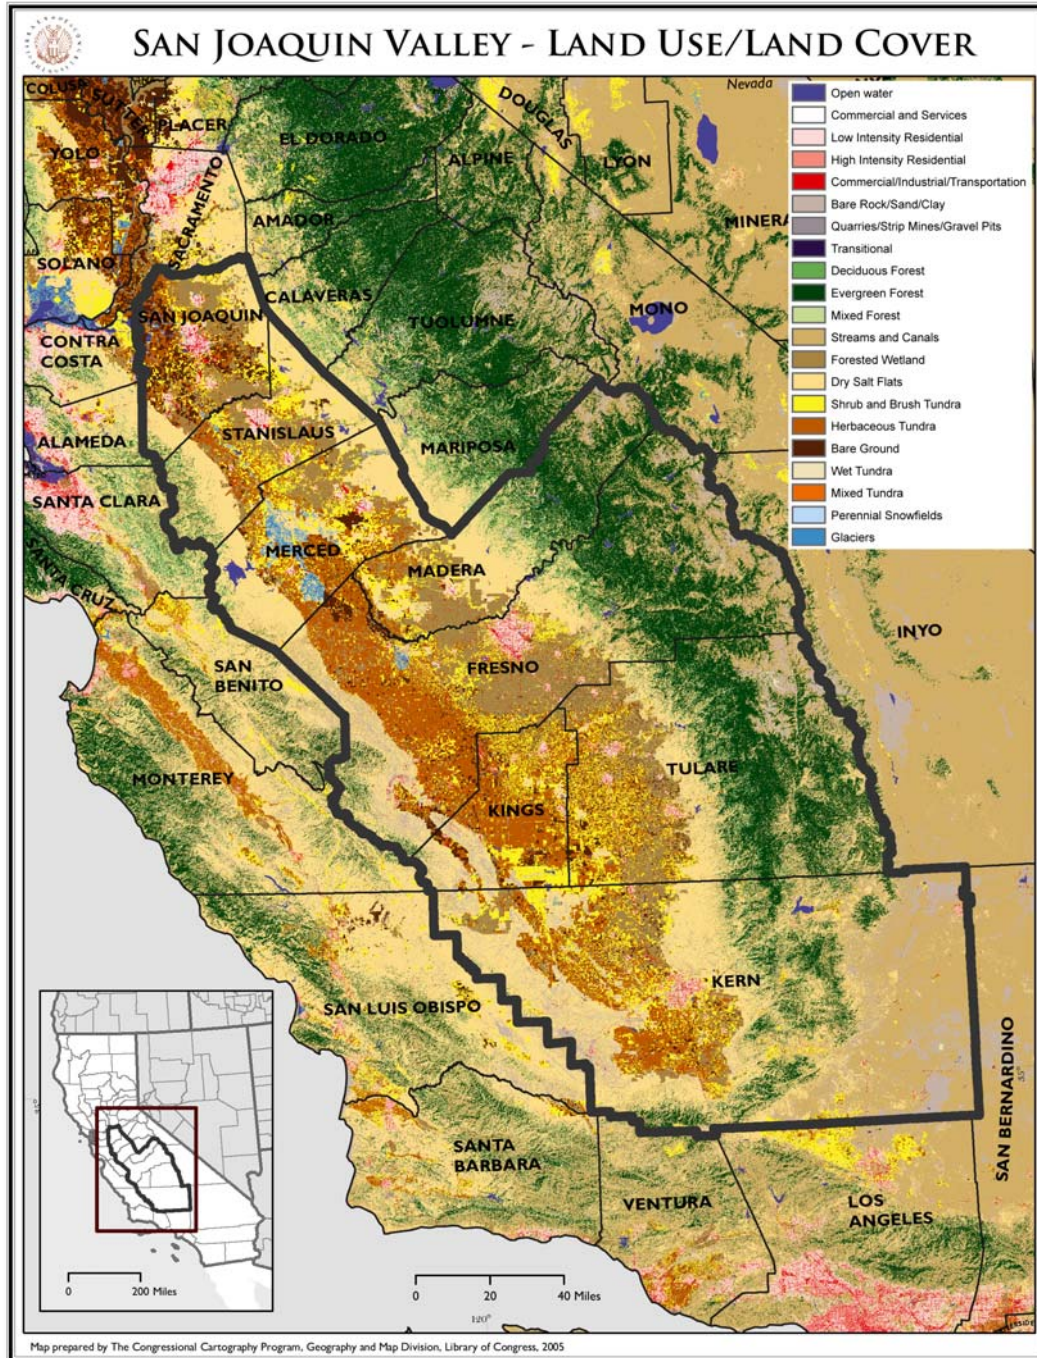 SAN JOAQUIN VALLEY - LAND USE/LAND COVER
Nevada
COLUSA
SUTTER
PLACER
YOLO
EL DORADO
DOUGLAS
ALPINE
LYON
SACRAMENTO
AMADOR
SOLANO
CALAVERAS
SAN JOAQUIN
TUOLUMNE
MONO
CONTRA
COSTA
STANISLAUS
ALAMEDA
MARIPOSA
SANTA CLARA
MERCED
MADERA
SANTA CRUZ
INYO
SAN
BENITO
FRESNO
MONTEREY
TULARE
KINGS
KERN
SAN LUIS OBISPO
SAN BERNARDINO
SANTA
BARBARA
VENTURA
LOS
ANGELES
Open water
Commercial and Services
Low Intensity Residential
High Intensity Residential
Commercial/Industrial/Transportation
Bare Rock/Sand/Clay
Quarries/Strip Mines/Gravel Pits
Transitional
Deciduous Forest
Evergreen Forest
Mixed Forest
Streams and Canals
Forested Wetland
Dry Salt Flats
Shrub and Brush Tundra
Herbaceous Tundra
Bare Ground
Wet Tundra
Mixed Tundra
Perennial Snowfields
Glaciers
35°
35°
0 200 Miles
0 20 40 Miles
120°
Map prepared by The Congressional Cartography Program, Geography and Map Division, Library of Congress, 2005